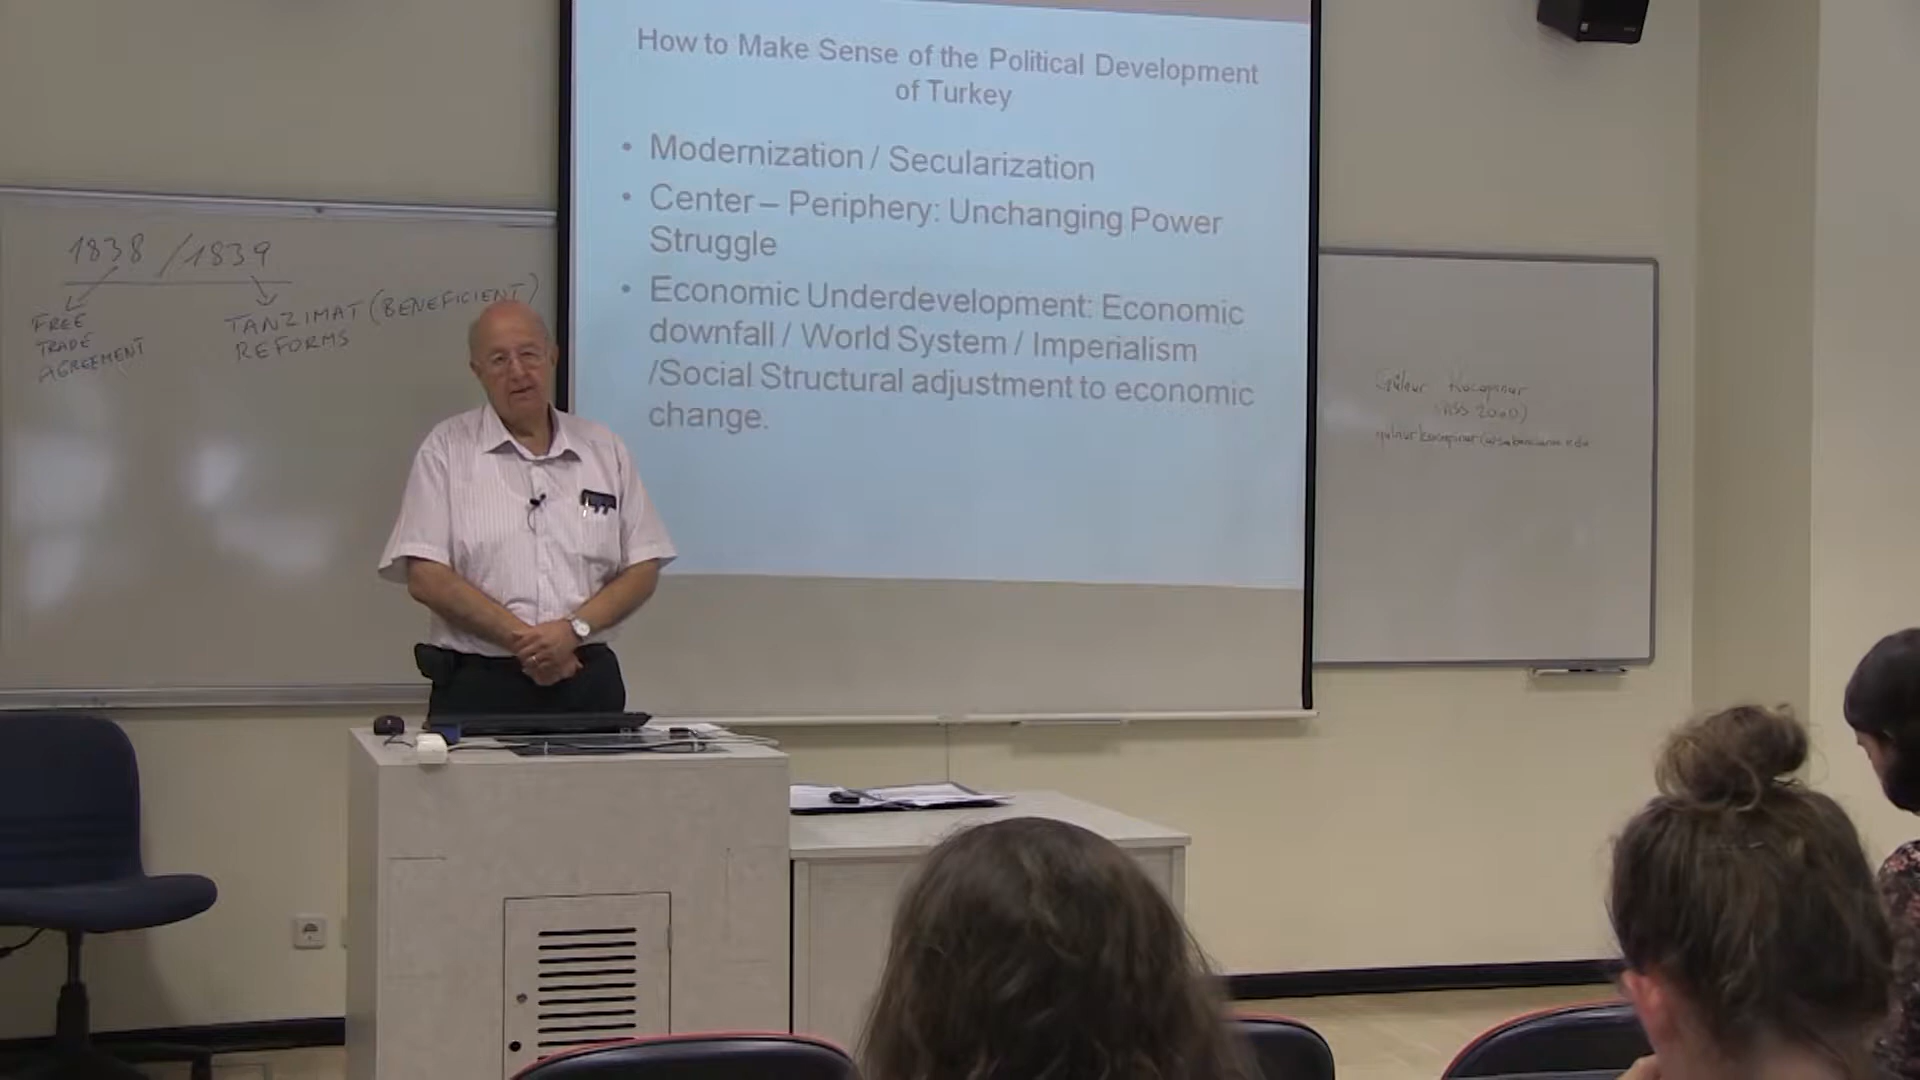 How to Make Sense of the Political Development
of Turkey
• Modernization / Secularization
• Center – Periphery: Unchanging Power
Struggle
• Economic Underdevelopment: Economic
downfall / World System / Imperialism
/Social Structural adjustment to economic
change.
1838 / 1839
FREE
TRADE
AGREEMENT
TANZIMAT (BENEFICIENT)
REFORMS
Gülnur Kocapınar